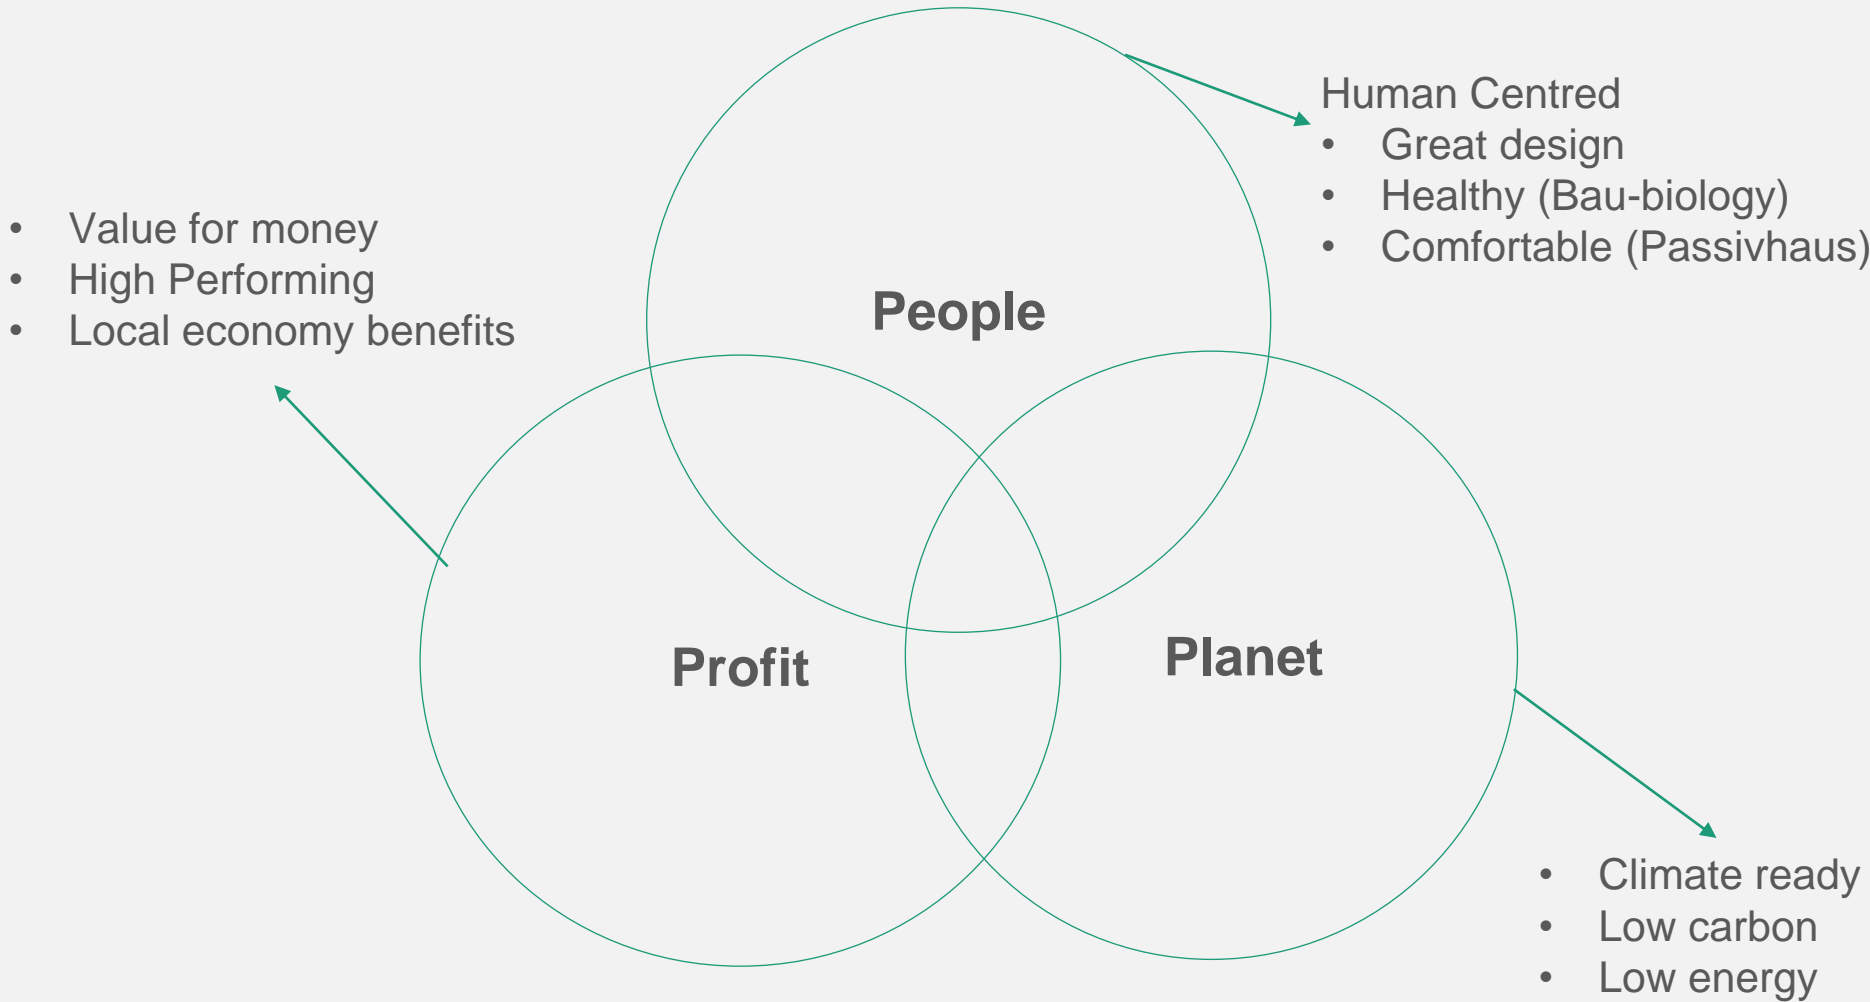 Human Centred
• Great design
• Healthy (Bau-biology)
• Comfortable (Passivhaus)
• Value for money
• High Performing
• Local economy benefits
People
Profit
Planet
• Climate ready
• Low carbon
• Low energy